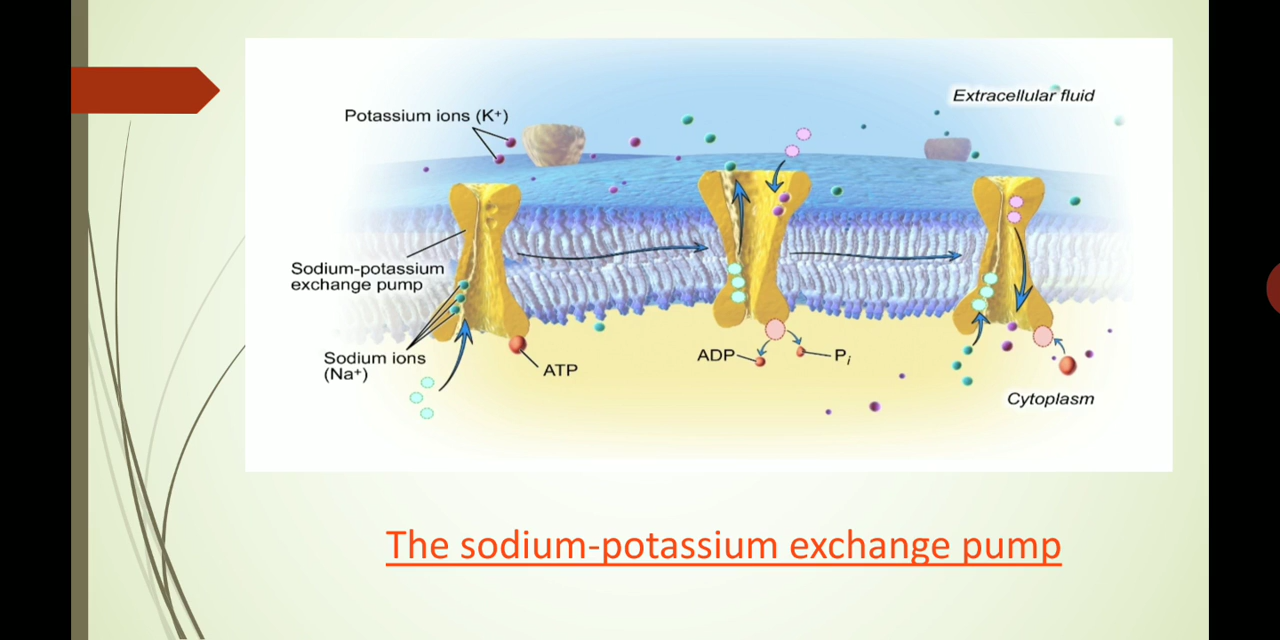 Extracellular fluid
Potassium ions (K⁺)
Sodium-potassium
exchange pump
Sodium ions
(Na⁺)
ATP
ADP
Pᵢ
Cytoplasm
The sodium-potassium exchange pump